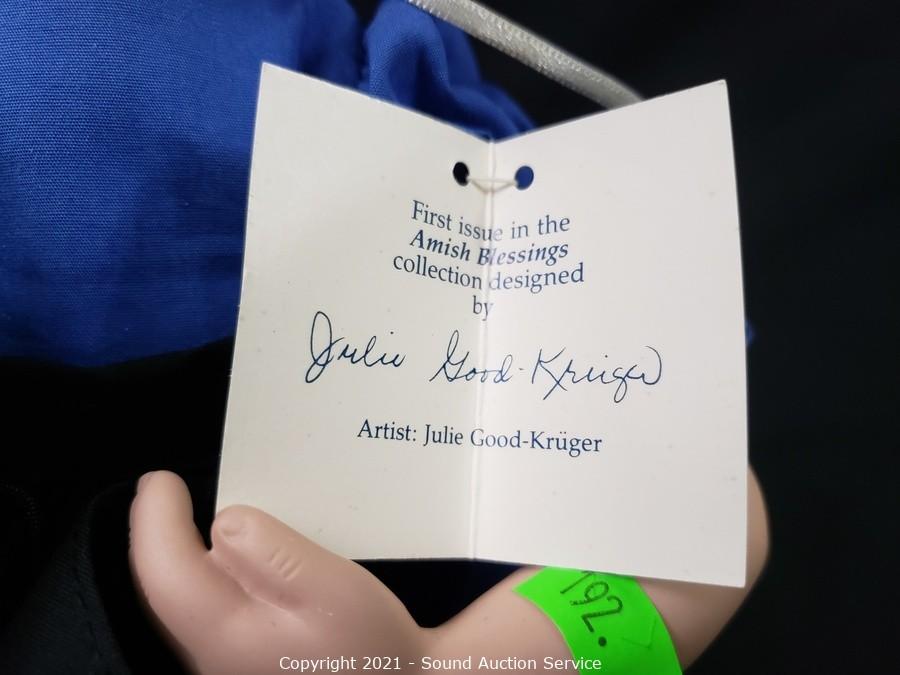 First issue in the
Amish Blessings
collection designed
by
Julie Good-Krüger
Artist: Julie Good-Krüger
192.
Copyright 2021 - Sound Auction Service